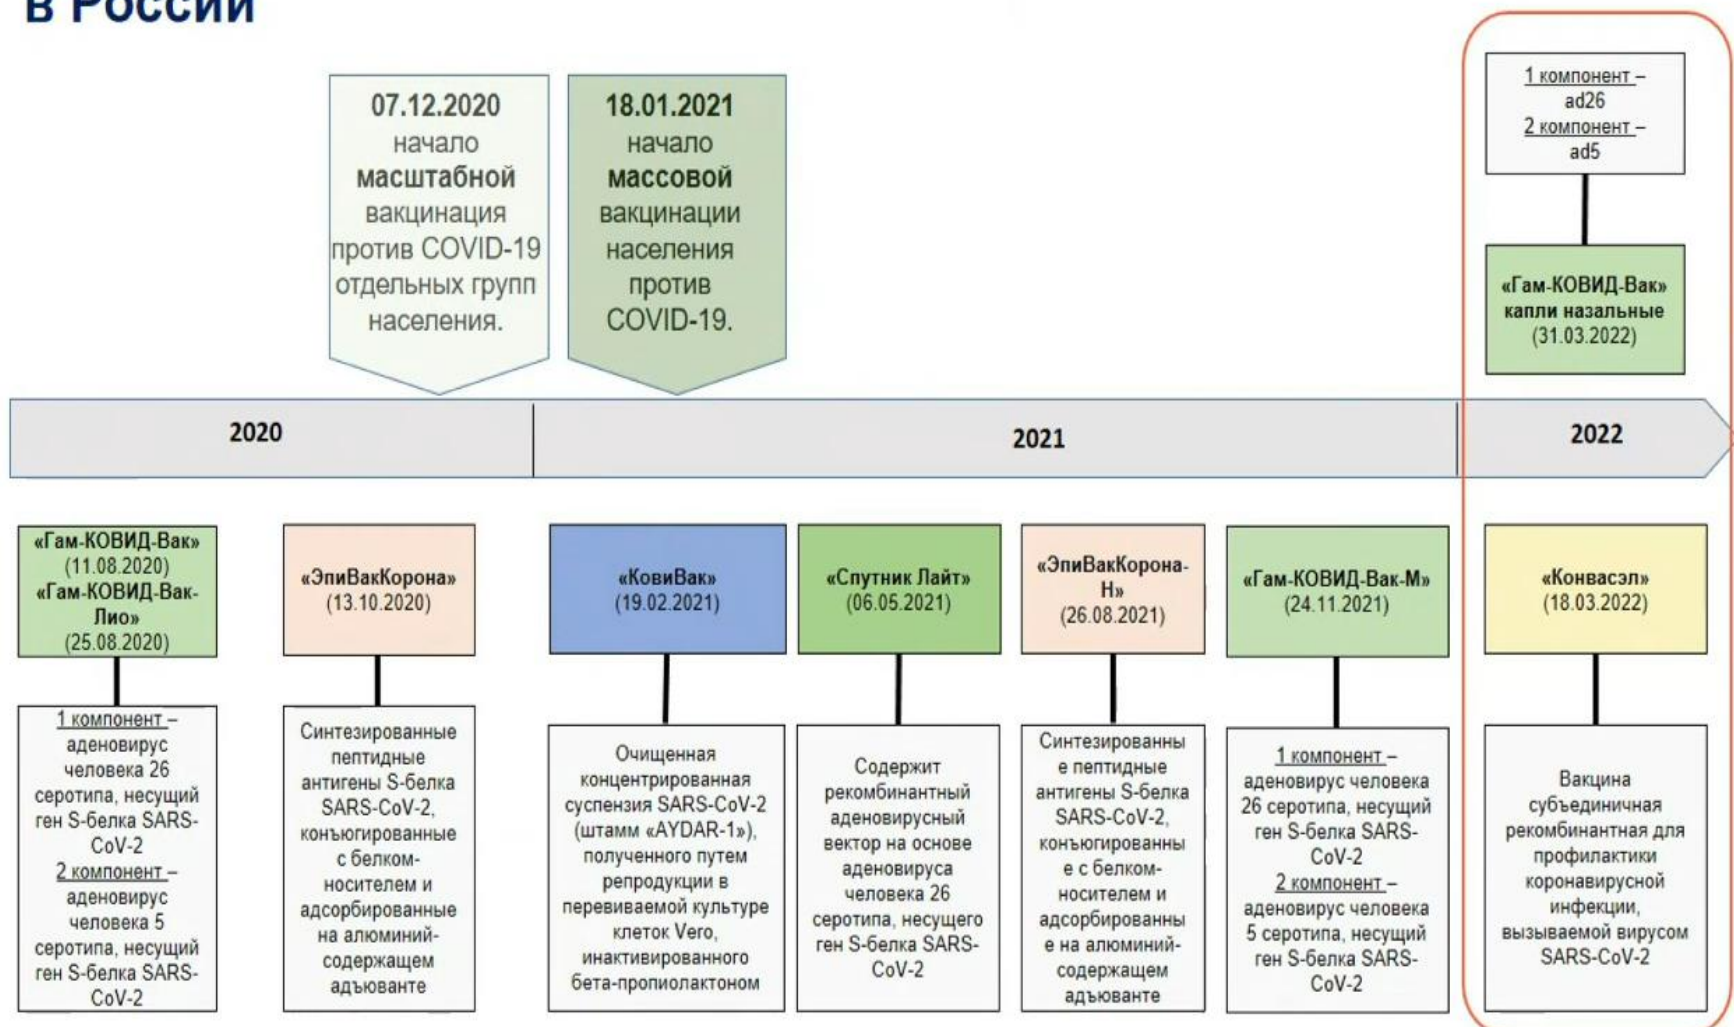 в России
07.12.2020
начало
масштабной
вакцинация
против COVID-19
отдельных групп
населения.
18.01.2021
начало
массовой
вакцинации
населения
против
COVID-19.
1 компонент –
ad26
2 компонент –
ad5
«Гам-КОВИД-Вак»
капли назальные
(31.03.2022)
2020
2021
2022
«Гам-КОВИД-Вак»
(11.08.2020)
«Гам-КОВИД-Вак-
Лио»
(25.08.2020)
«ЭпиВакКорона»
(13.10.2020)
«КовиВак»
(19.02.2021)
«Спутник Лайт»
(06.05.2021)
«ЭпиВакКорона-
Н»
(26.08.2021)
«Гам-КОВИД-Вак-М»
(24.11.2021)
«Конвасэл»
(18.03.2022)
1 компонент –
аденовирус
человека 26
серотипа, несущий
ген S-белка SARS-
CoV-2
2 компонент –
аденовирус
человека 5
серотипа, несущий
ген S-белка SARS-
CoV-2
Синтезированные
пептидные
антигены S-белка
SARS-CoV-2,
конъюгированные
с белком-
носителем и
адсорбированные
на алюминий-
содержащем
адъюванте
Очищенная
концентрированная
суспензия SARS-CoV-2
(штамм «AYDAR-1»),
полученного путем
репродукции в
перевиваемой культуре
клеток Vero,
инактивированного
бета-пропиолактоном
Содержит
рекомбинантный
аденовирусный
вектор на основе
аденовируса
человека 26
серотипа, несущего
ген S-белка SARS-
CoV-2
Синтезированны
е пептидные
антигены S-белка
SARS-CoV-2,
конъюгированны
е с белком-
носителем и
адсорбированны
е на алюминий-
содержащем
адъюванте
1 компонент –
аденовирус человека
26 серотипа, несущий
ген S-белка SARS-
CoV-2
2 компонент –
аденовирус человека
5 серотипа, несущий
ген S-белка SARS-
CoV-2
Вакцина
субъединичная
рекомбинантная для
профилактики
коронавирусной
инфекции,
вызываемой вирусом
SARS-CoV-2